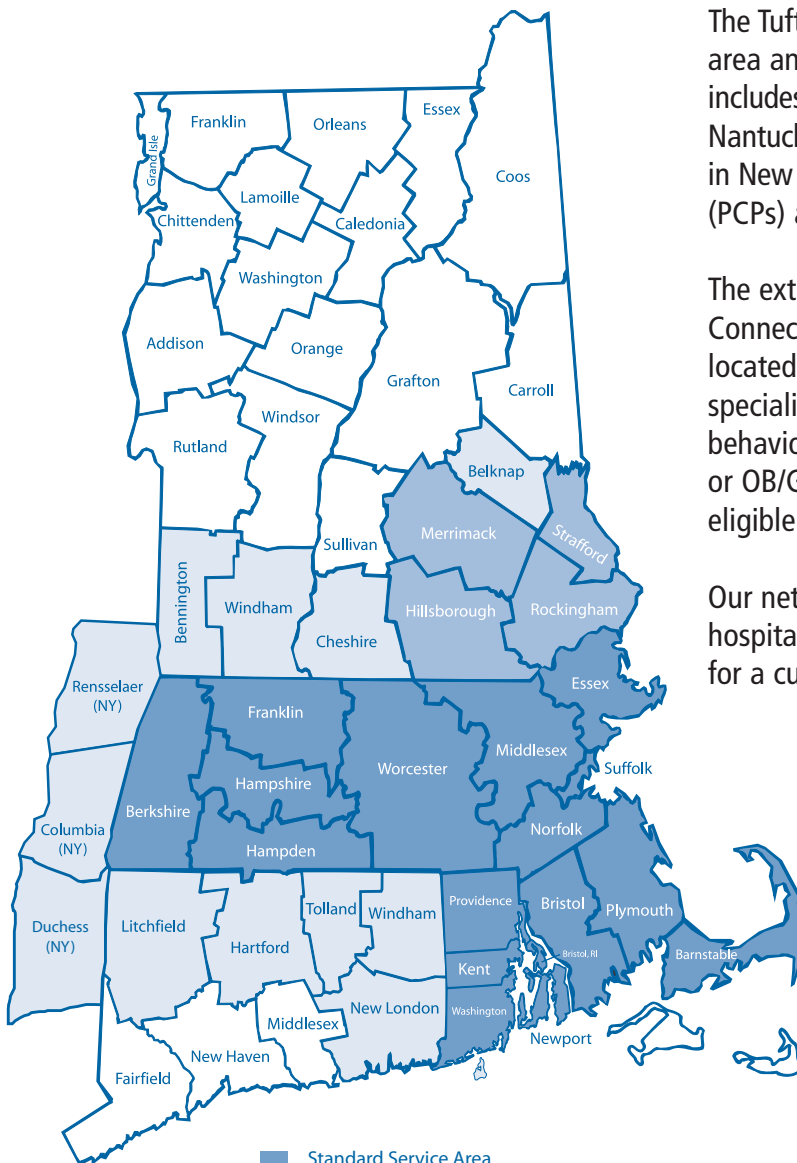 Franklin
Orleans
Essex
Grand Isle
Coos
Lamoille
Chittenden
Caledonia
Washington
Addison
Orange
Grafton
Carroll
Windsor
Rutland
Belknap
Merrimack
Strafford
Sullivan
Bennington
Windham
Cheshire
Hillsborough
Rockingham
Rensselaer
(NY)
Essex
Franklin
Middlesex
Worcester
Suffolk
Hampshire
Berkshire
Columbia
(NY)
Norfolk
Hampden
Duchess
(NY)
Litchfield
Hartford
Tolland
Windham
Providence
Bristol
Plymouth
Barnstable
Bristol, RI
Kent
Washington
New London
Middlesex
Newport
New Haven
Fairfield
Standard Service Area
The Tuft
area an
includes
Nantuck
in New
(PCPs) a
The ext
Connec
located
speciali
behavio
or OB/G
eligible
Our net
hospita
for a cu